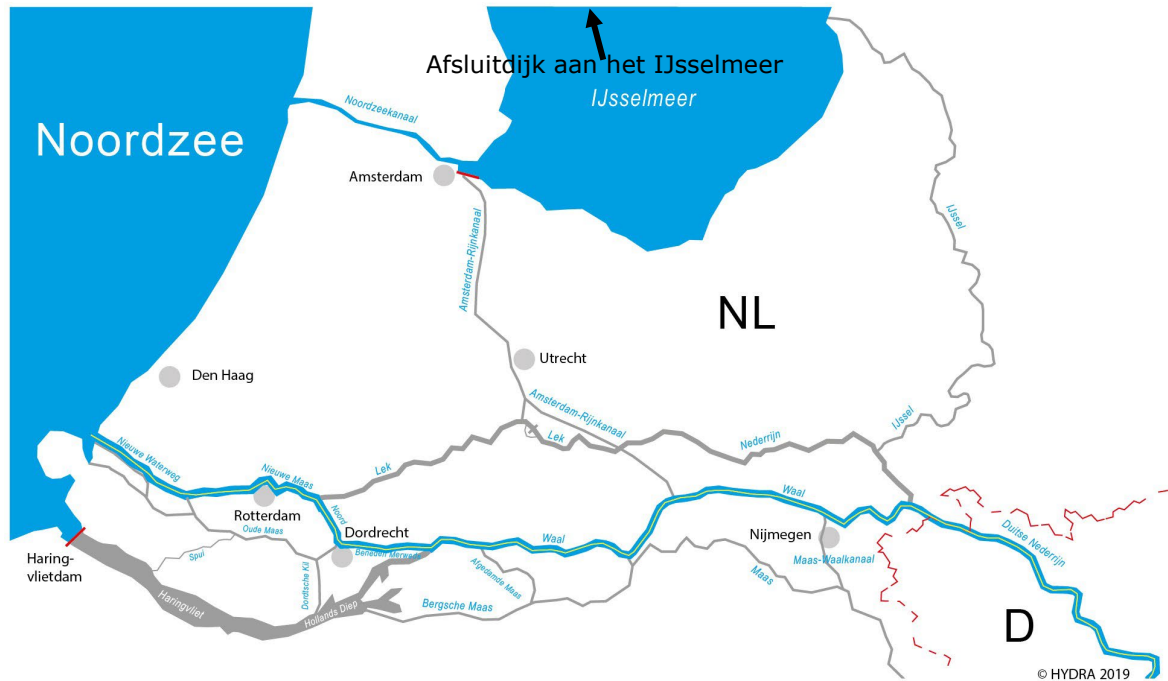 Afsluitdijk aan het IJsselmeer
IJsselmeer
Noordzeekanaal
Noordzee
Amsterdam
IJssel
Amsterdam-Rijnkanaal
NL
Utrecht
Den Haag
Amsterdam-Rijnkanaal
IJssel
Lek
Nederrijn
Nieuwe Waterweg
Lek
Nieuwe Maas
Waal
Rotterdam
Noord
Oude Maas
Dordrecht
Nijmegen
Duitse Nederrijn
Waal
Beneden Merwede
Spui
Haring-
vlietdam
Afgedamde Maas
Maas-Waalkanaal
Maas
Dordtsche Kil
Haringvliet
Hollands Diep
Bergsche Maas
D
© HYDRA 2019